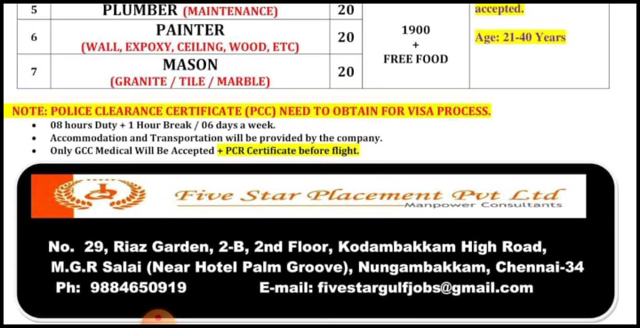 5 PLUMBER (MAINTENANCE) 20 accepted.
6 PAINTER 20 1900 Age: 21-40 Years
(WALL, EXPOXY, CEILING, WOOD, ETC) +
FREE FOOD
7 MASON 20
(GRANITE / TILE / MARBLE)
NOTE: POLICE CLEARANCE CERTIFICATE (PCC) NEED TO OBTAIN FOR VISA PROCESS.
• 08 hours Duty + 1 Hour Break / 06 days a week.
• Accommodation and Transportation will be provided by the company.
• Only GCC Medical Will Be Accepted + PCR Certificate before flight.
Five Star Placement Pvt Ltd
Manpower Consultants
No. 29, Riaz Garden, 2-B, 2nd Floor, Kodambakkam High Road,
M.G.R Salai (Near Hotel Palm Groove), Nungambakkam, Chennai-34
Ph: 9884650919 E-mail: fivestargulfjobs@gmail.com